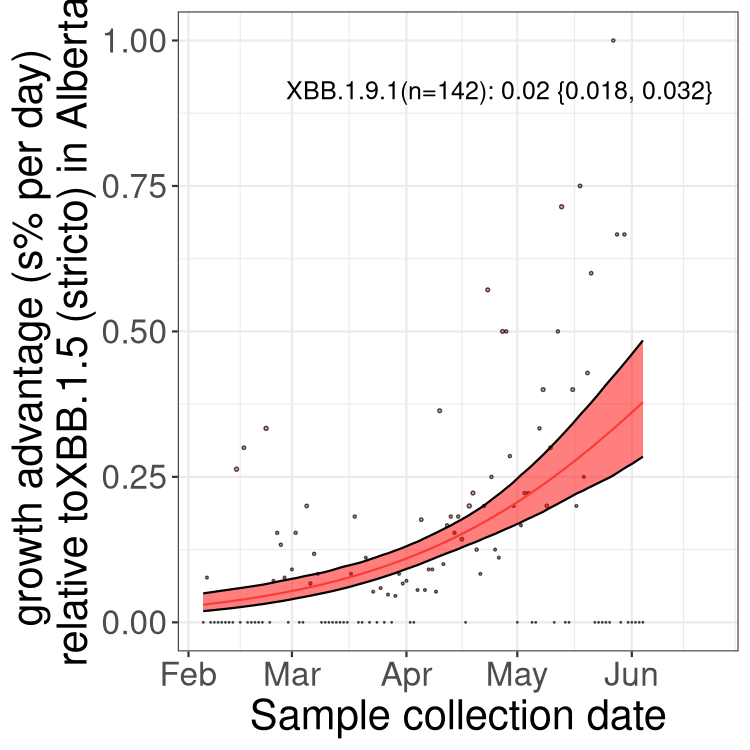 growth advantage (s% per day)
relative toXBB.1.5 (stricto) in Alberta
1.00
0.75
0.50
0.25
0.00
XBB.1.9.1(n=142): 0.02 {0.018, 0.032}
Feb Mar Apr May Jun
Sample collection date